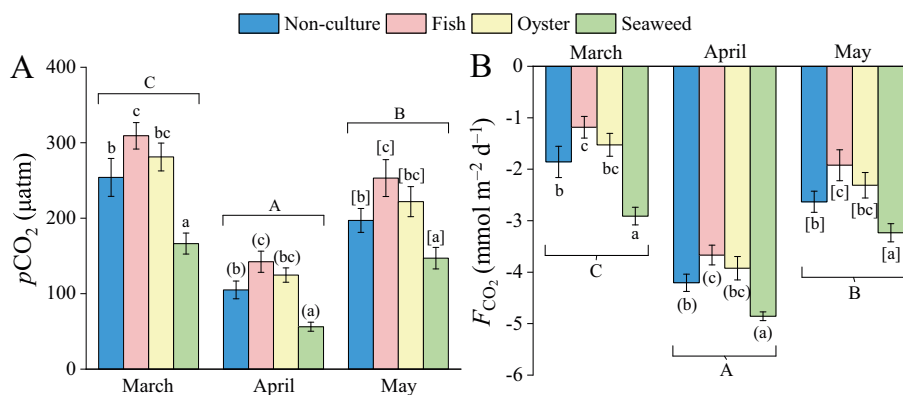 Non-culture Fish Oyster Seaweed
A
400
300
200
100
0
pCO₂ (μatm)
C
b
c
bc
a
A
(b)
(c)
(bc)
(a)
B
[b]
[c]
[bc]
[a]
March April May
B
March April May
-0
-1
-2
-3
-4
-5
-6
F CO₂ (mmol m⁻² d⁻¹)
b
c
bc
a
C
(b)
(c)
(bc)
(a)
A
[b]
[c]
[bc]
[a]
B